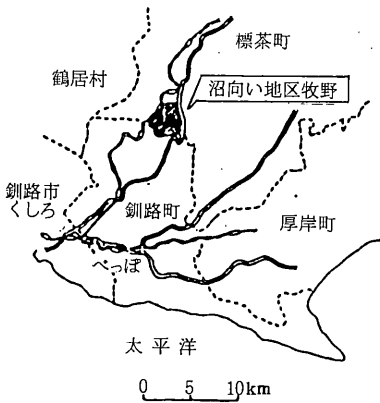 標茶町
鶴居村
沼向い地区牧野
釧路市
くしろ
釧路町
厚岸町
べっぽ
太平洋
0 5 10km